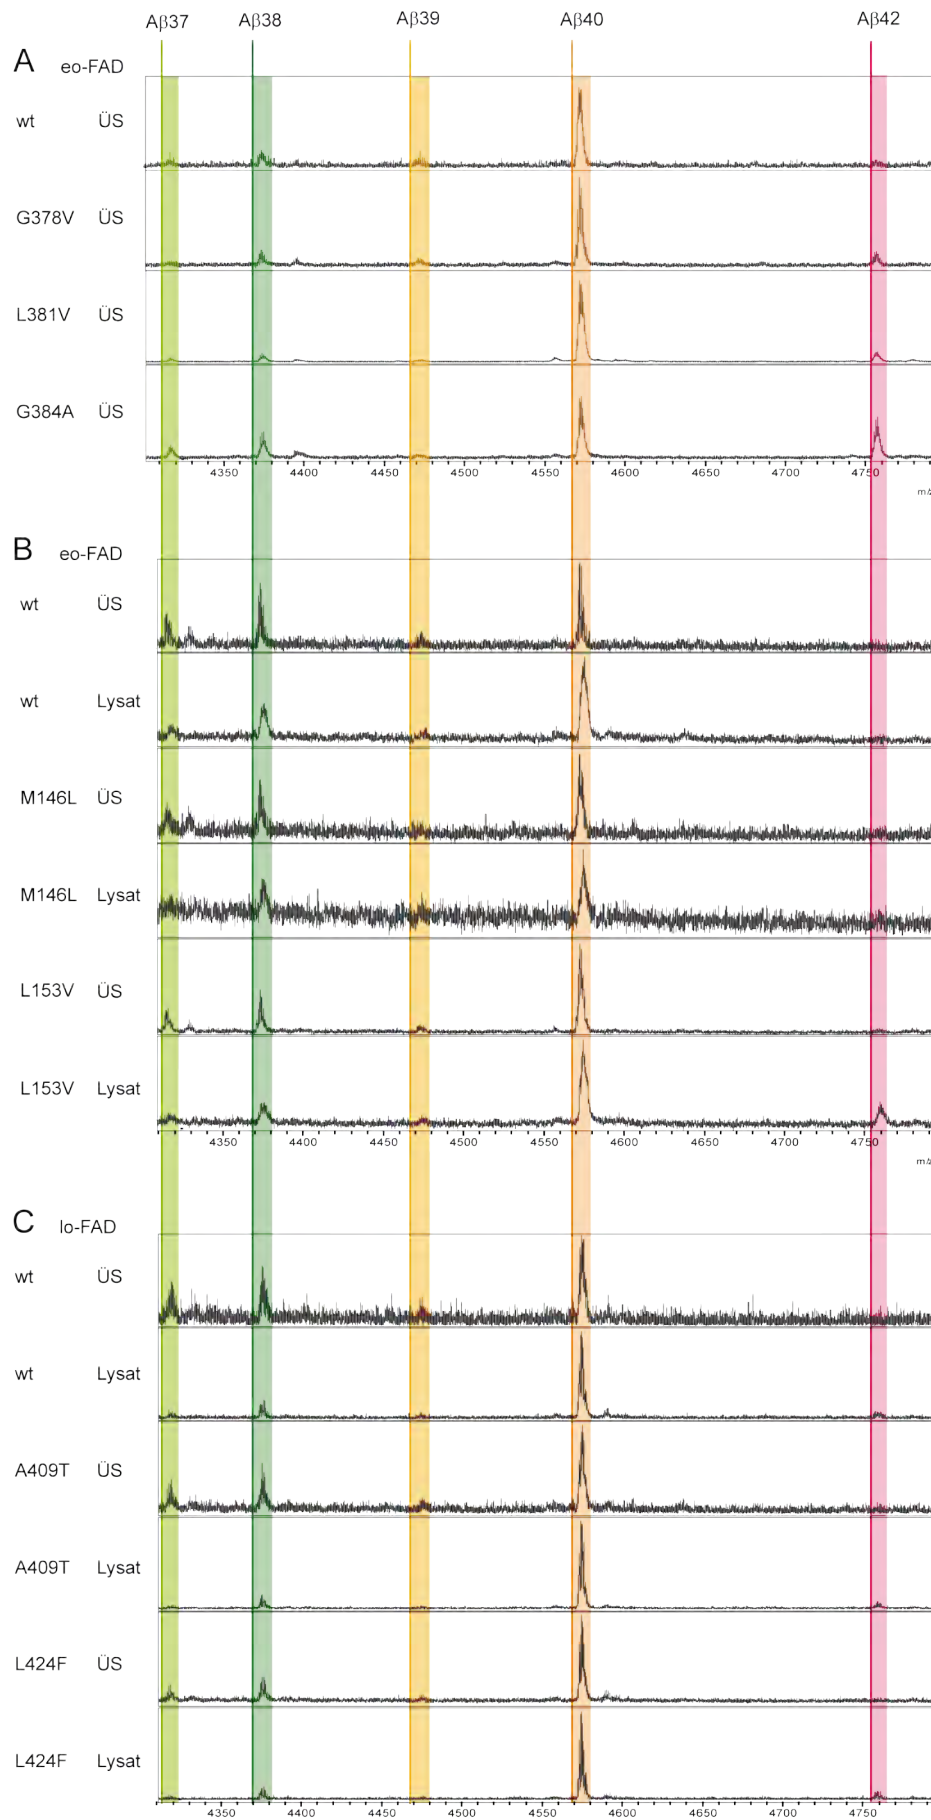 Aβ37 Aβ38 Aβ39 Aβ40 Aβ42
A eo-FAD
wt ÜS
G378V ÜS
L381V ÜS
G384A ÜS
4350 4400 4450 4500 4550 4600 4650 4700 4750
m/z
B eo-FAD
wt ÜS
wt Lysat
M146L ÜS
M146L Lysat
L153V ÜS
L153V Lysat
4350 4400 4450 4500 4550 4600 4650 4700 4750
m/z
C lo-FAD
wt ÜS
wt Lysat
A409T ÜS
A409T Lysat
L424F ÜS
L424F Lysat
4350 4400 4450 4500 4550 4600 4650 4700 4750